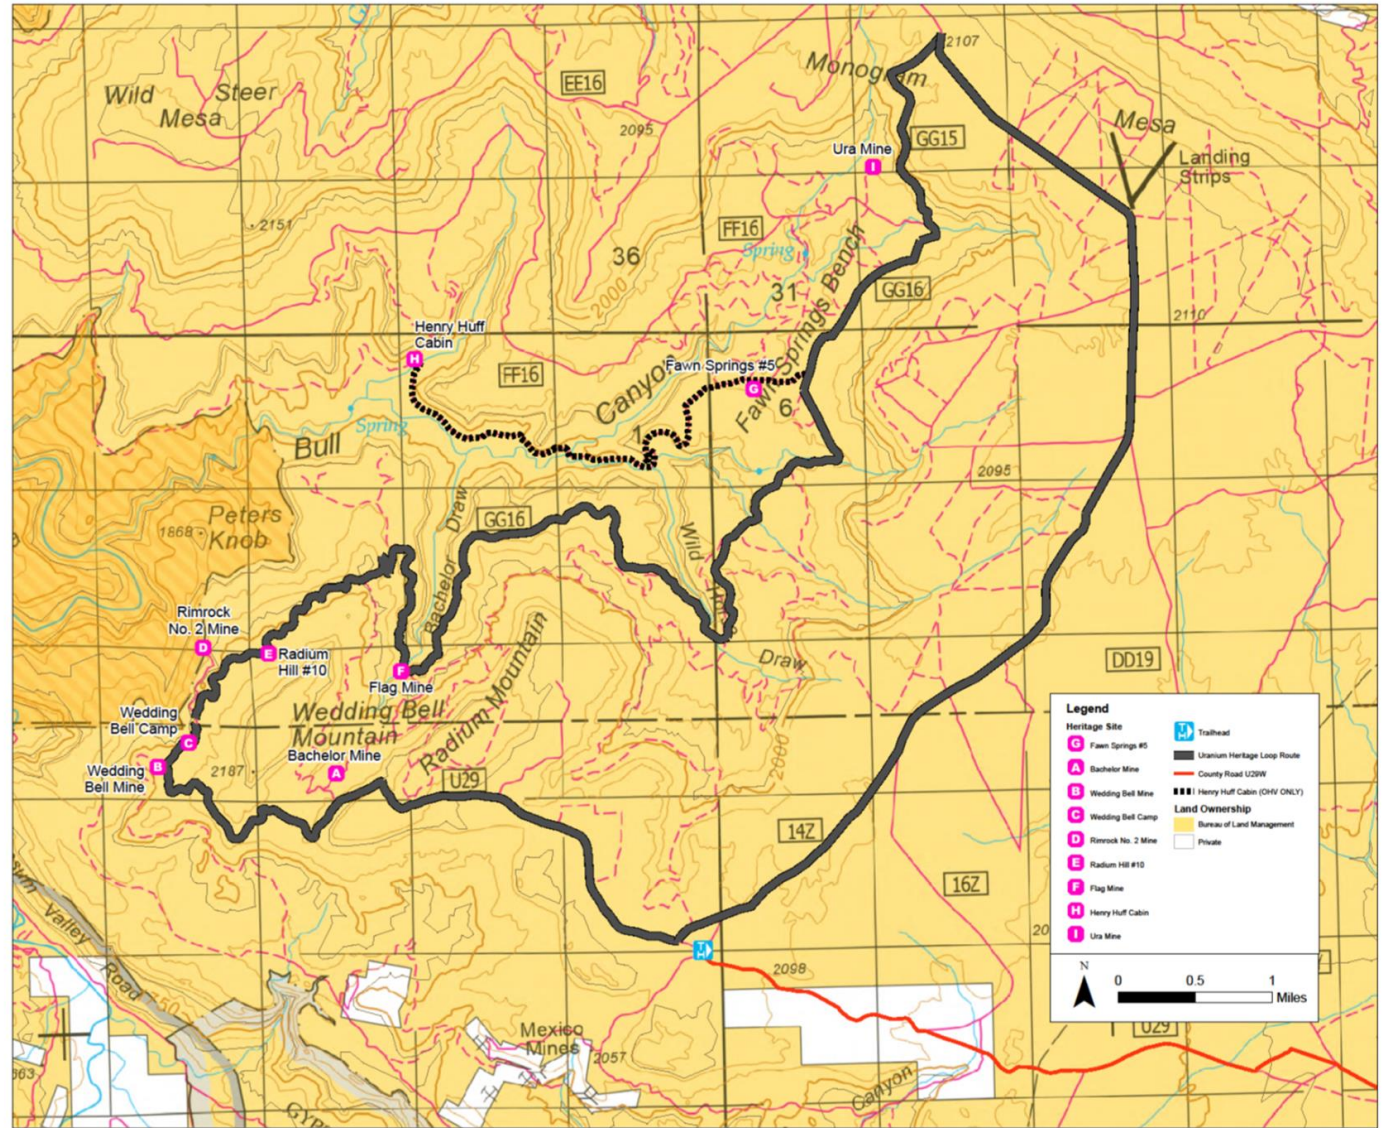 2107
Monogram
EE16
Wild Steer
Mesa
2095
Mesa
GG15
Ura Mine
I
Landing
Strips
2151
FF16
Spring
36
2000
31
GG16
Fawn Springs Bench
2110
Henry Huff
Cabin
H
FF16
Fawn Springs #5
G
Canyon
6
1
Spring
Bull
2095
Peters
Knob
1868
GG16
Bachelor Draw
Wild Horse
Draw
Rimrock
No. 2 Mine
D
E
Radium
Hill #10
F
Flag Mine
DD19
Radium Mountain
Wedding Bell
Mountain
Wedding
Bell Camp
C
Bachelor Mine
A
Wedding
Bell Mine
B
2187
U29
2000
14Z
16Z
Valley
Road
TH
2098
Mexico
Mines
2057
Canyon
U29
Legend
Heritage Site
G Fawn Springs #5
A Bachelor Mine
B Wedding Bell Mine
C Wedding Bell Camp
D Rimrock No. 2 Mine
E Radium Hill #10
F Flag Mine
H Henry Huff Cabin
I Ura Mine
TH Trailhead
Uranium Heritage Loop Route
County Road U29W
Henry Huff Cabin (OHV ONLY)
Land Ownership
Bureau of Land Management
Private
N
0 0.5 1
Miles